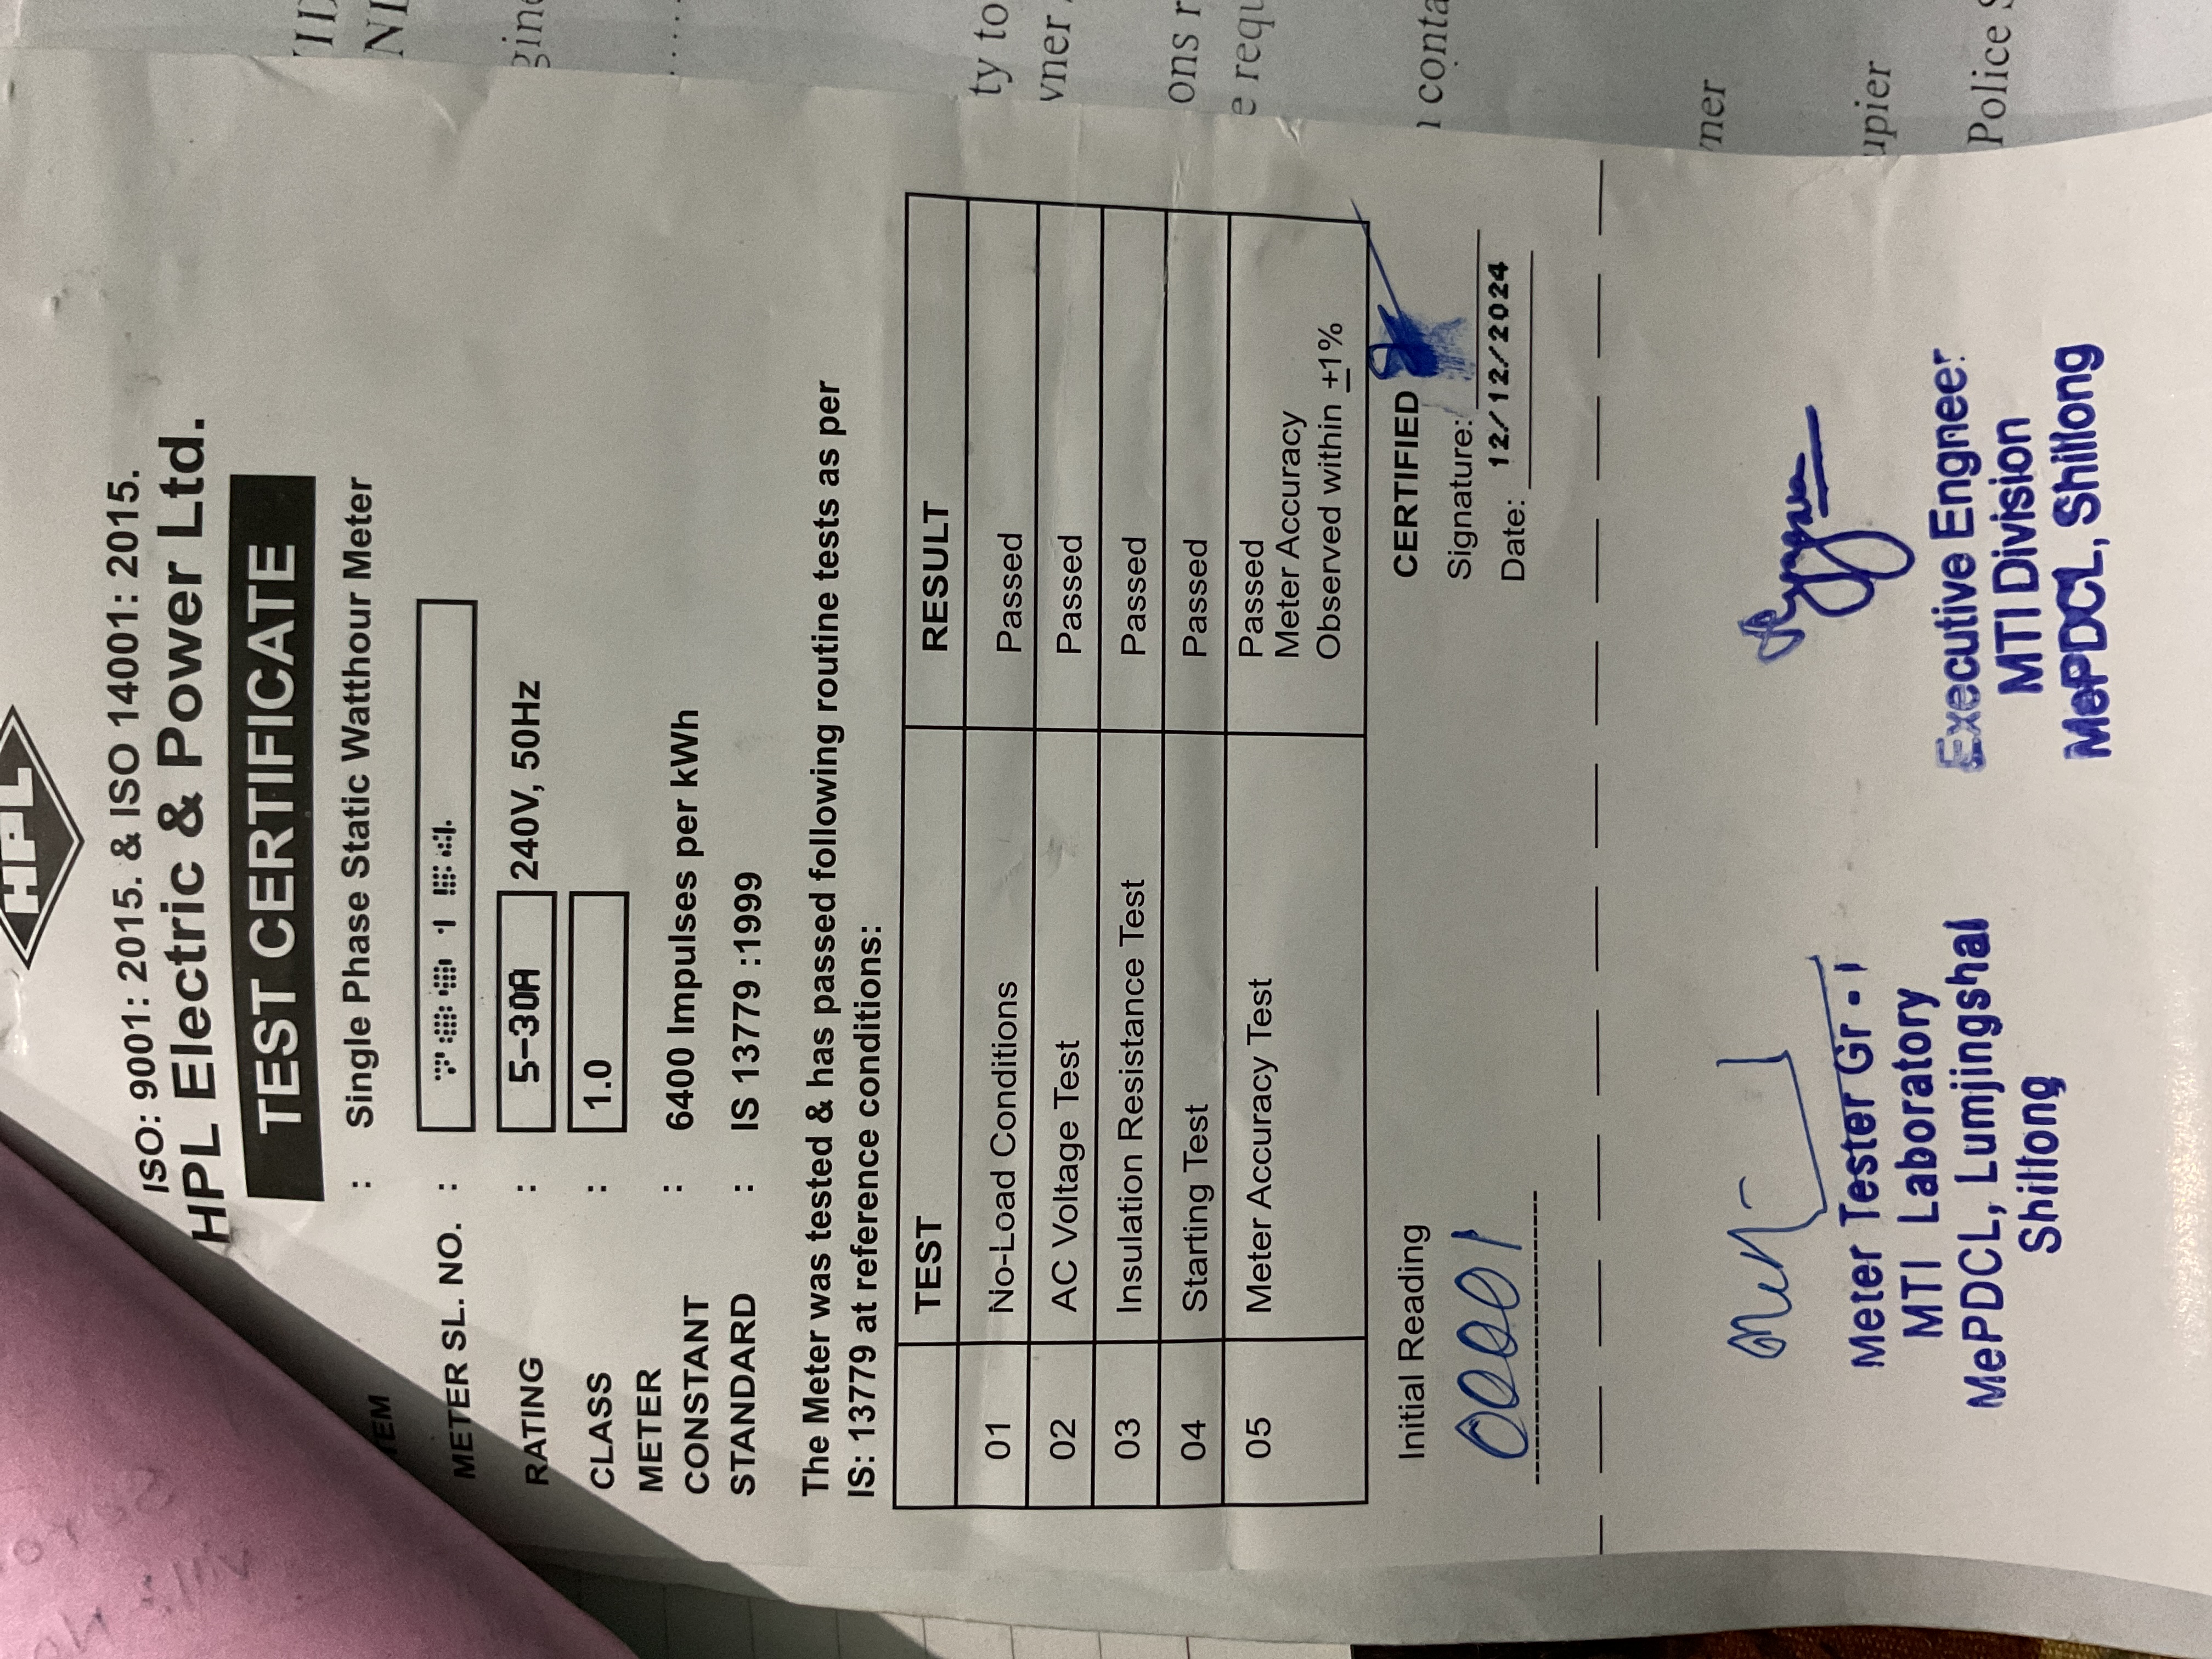 HPL
ISO: 9001: 2015. & ISO 14001: 2015.
HPL Electric & Power Ltd.
TEST CERTIFICATE
TEM : Single Phase Static Watthour Meter
METER SL. NO. :
RATING : 5-30A 240V, 50Hz
CLASS : 1.0
METER
CONSTANT : 6400 Impulses per kWh
STANDARD : IS 13779 :1999
The Meter was tested & has passed following routine tests as per
IS: 13779 at reference conditions:
TEST RESULT
01 No-Load Conditions Passed
02 AC Voltage Test Passed
03 Insulation Resistance Test Passed
04 Starting Test Passed
05 Meter Accuracy Test Passed
Meter Accuracy
Observed within ±1%
Initial Reading
00001
CERTIFIED
Signature:
Date: 12/12/2024
Meter Tester Gr - I
MTI Laboratory
MePDCL, Lumjingshai
Shillong
Executive Engineer
MTI Division
MePDCL, Shillong
gine
ty to
wner
ons r
e requ
conta
ner
upier
Police S